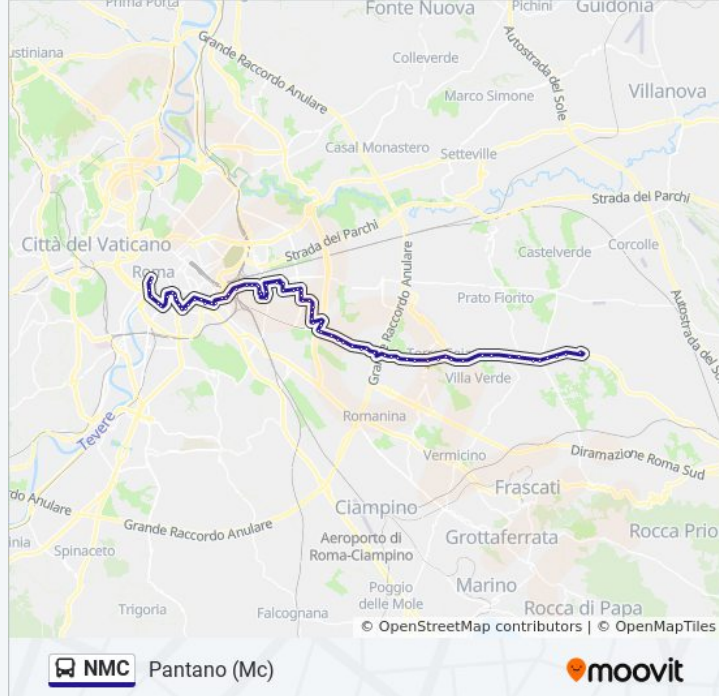 Prima Porta
Fonte Nuova
Pichini
Guidonia
ustiniana
Grande Raccordo Anulare
Colleverde
Autostrada del Sole
Marco Simone
Villanova
Casal Monastero
Setteville
Strada dei Parchi
Città del Vaticano
Strada dei Parchi
Castelverde
Corcolle
Roma
Prato Fiorito
Grande Raccordo Anulare
Autostrada del So
Villa Verde
Romanina
Tevere
Vermicino
Diramazione Roma Sud
Frascati
do Anulare
Ciampino
Grande Raccordo Anulare
Rocca Prio
Grottaferrata
inia
Spinaceto
Aeroporto di
Roma-Ciampino
Marino
Poggio
delle Mole
Trigoria
Falcognana
Rocca di Papa
© OpenStreetMap contributors | © OpenMapTiles
NMC Pantano (Mc)
moovit